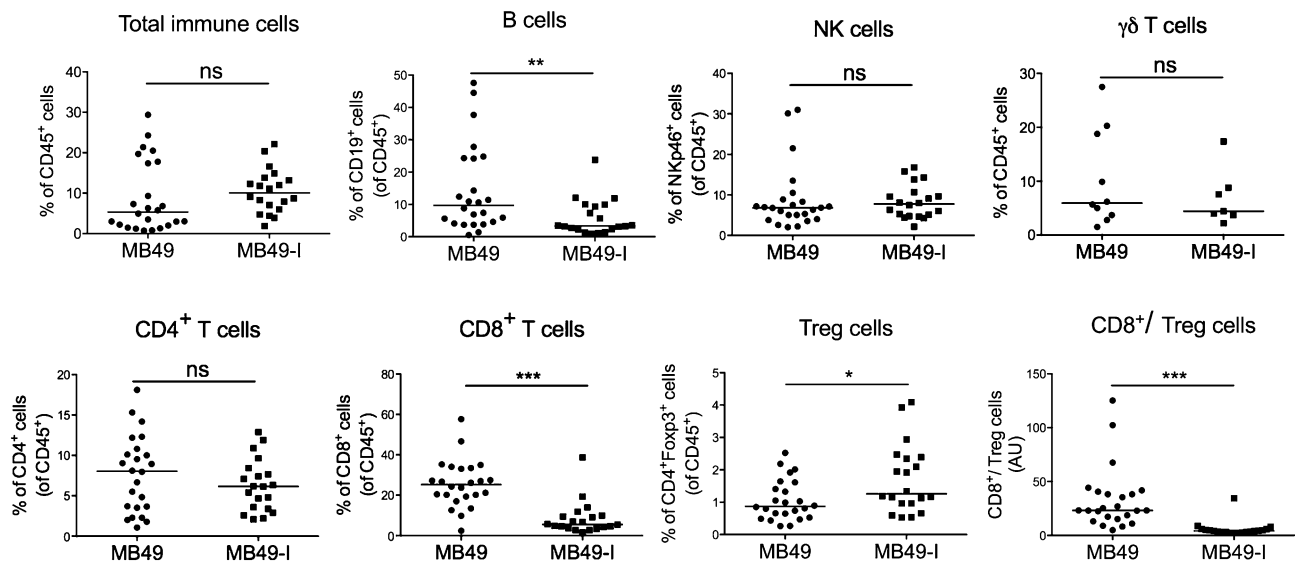 Total immune cells
ns
% of CD45⁺ cells
40
30
20
10
0
MB49
MB49-I
B cells
**
% of CD19⁺ cells
(of CD45⁺)
50
40
30
20
10
0
MB49
MB49-I
NK cells
ns
% of NKp46⁺ cells
(of CD45⁺)
40
30
20
10
0
MB49
MB49-I
γδ T cells
ns
% of CD45⁺ cells
30
20
10
0
MB49
MB49-I
CD4⁺ T cells
ns
% of CD4⁺ cells
(of CD45⁺)
20
15
10
5
0
MB49
MB49-I
CD8⁺ T cells
***
% of CD8⁺ cells
(of CD45⁺)
80
60
40
20
0
MB49
MB49-I
Treg cells
*
% of CD4⁺Foxp3⁺ cells
(of CD45⁺)
5
4
3
2
1
0
MB49
MB49-I
CD8⁺/ Treg cells
***
CD8⁺/ Treg cells
(AU)
150
100
50
0
MB49
MB49-I